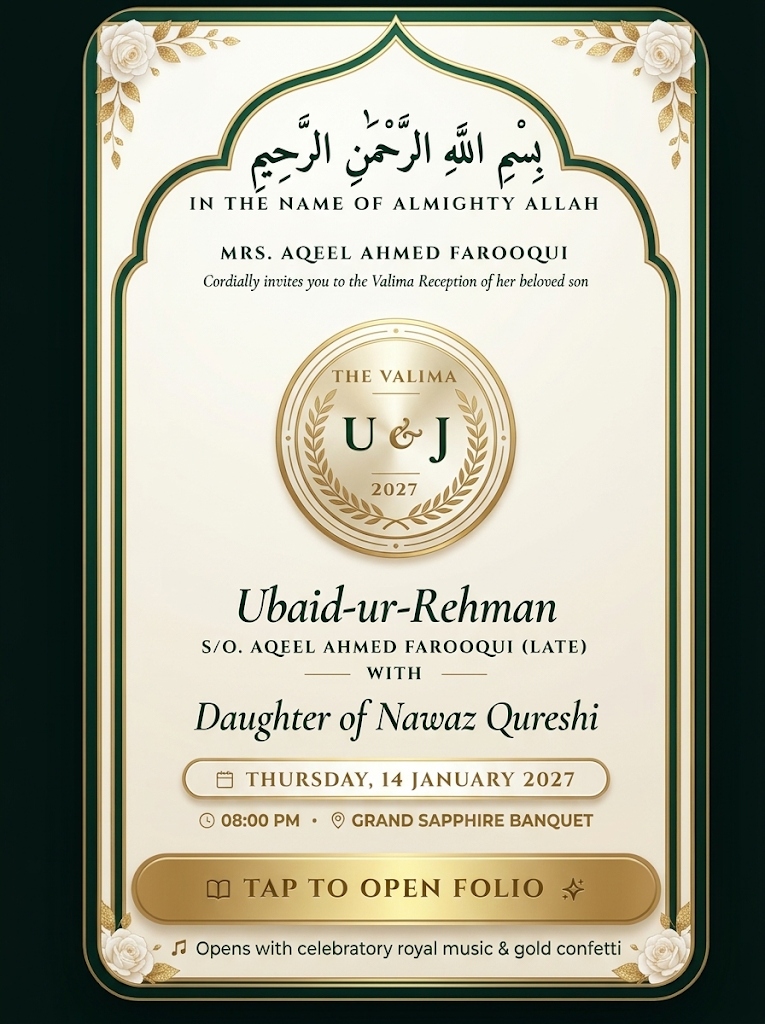 بِسْمِ اللَّهِ الرَّحْمَٰنِ الرَّحِيمِ
IN THE NAME OF ALMIGHTY ALLAH
MRS. AQEEL AHMED FAROOQUI
Cordially invites you to the Valima Reception of her beloved son
THE VALIMA
U & J
2027
Ubaid-ur-Rehman
S/O. AQEEL AHMED FAROOQUI (LATE)
WITH
Daughter of Nawaz Qureshi
THURSDAY, 14 JANUARY 2027
08:00 PM • GRAND SAPPHIRE BANQUET
TAP TO OPEN FOLIO
Opens with celebratory royal music & gold confetti